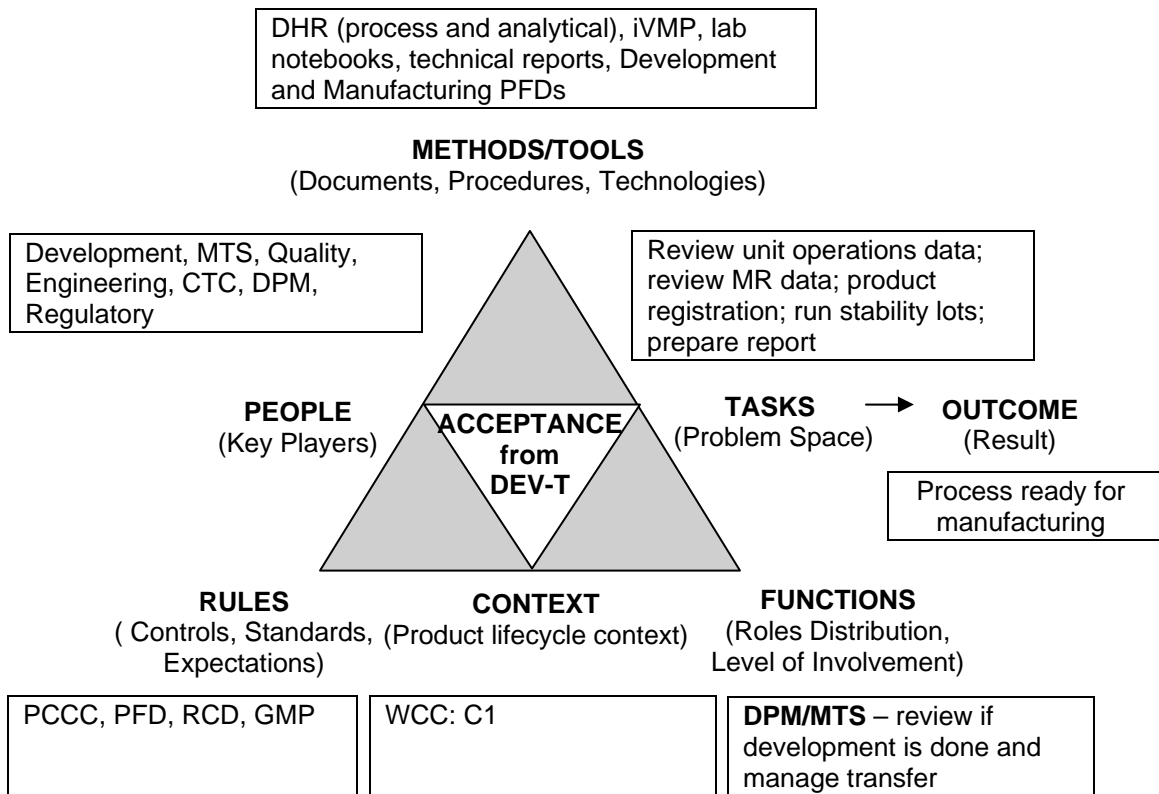 DHR (process and analytical), iVMP, lab
notebooks, technical reports, Development
and Manufacturing PFDs
METHODS/TOOLS
(Documents, Procedures, Technologies)
Development, MTS, Quality,
Engineering, CTC, DPM,
Regulatory
Review unit operations data;
review MR data; product
registration; run stability lots;
prepare report
PEOPLE
(Key Players)
ACCEPTANCE
from
DEV-T
TASKS
(Problem Space)
OUTCOME
(Result)
Process ready for
manufacturing
RULES
( Controls, Standards,
Expectations)
CONTEXT
(Product lifecycle context)
FUNCTIONS
(Roles Distribution,
Level of Involvement)
PCCC, PFD, RCD, GMP
WCC: C1
DPM/MTS – review if
development is done and
manage transfer